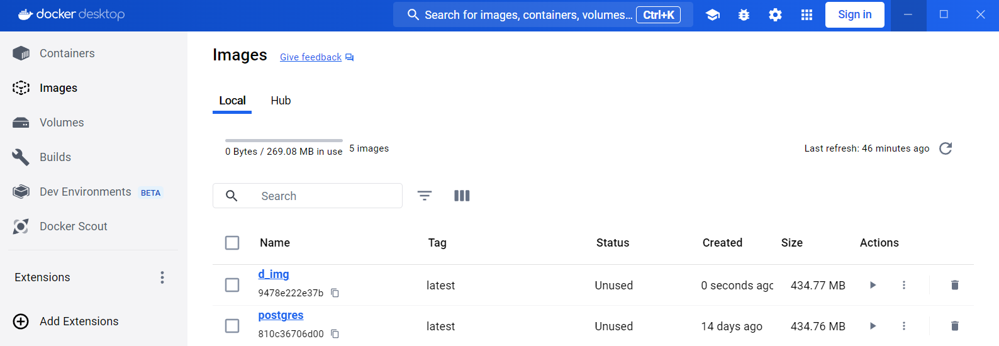 docker desktop
Search for images, containers, volumes... Ctrl+K
Sign in
Containers
Images
Volumes
Builds
Dev Environments BETA
Docker Scout
Extensions
Add Extensions
Images Give feedback
Local Hub
0 Bytes / 269.08 MB in use 5 images Last refresh: 46 minutes ago
Search
Name Tag Status Created Size Actions
d_img
9478e222e37b latest Unused 0 seconds agc 434.77 MB
postgres
810c36706d00 latest Unused 14 days ago 434.76 MB